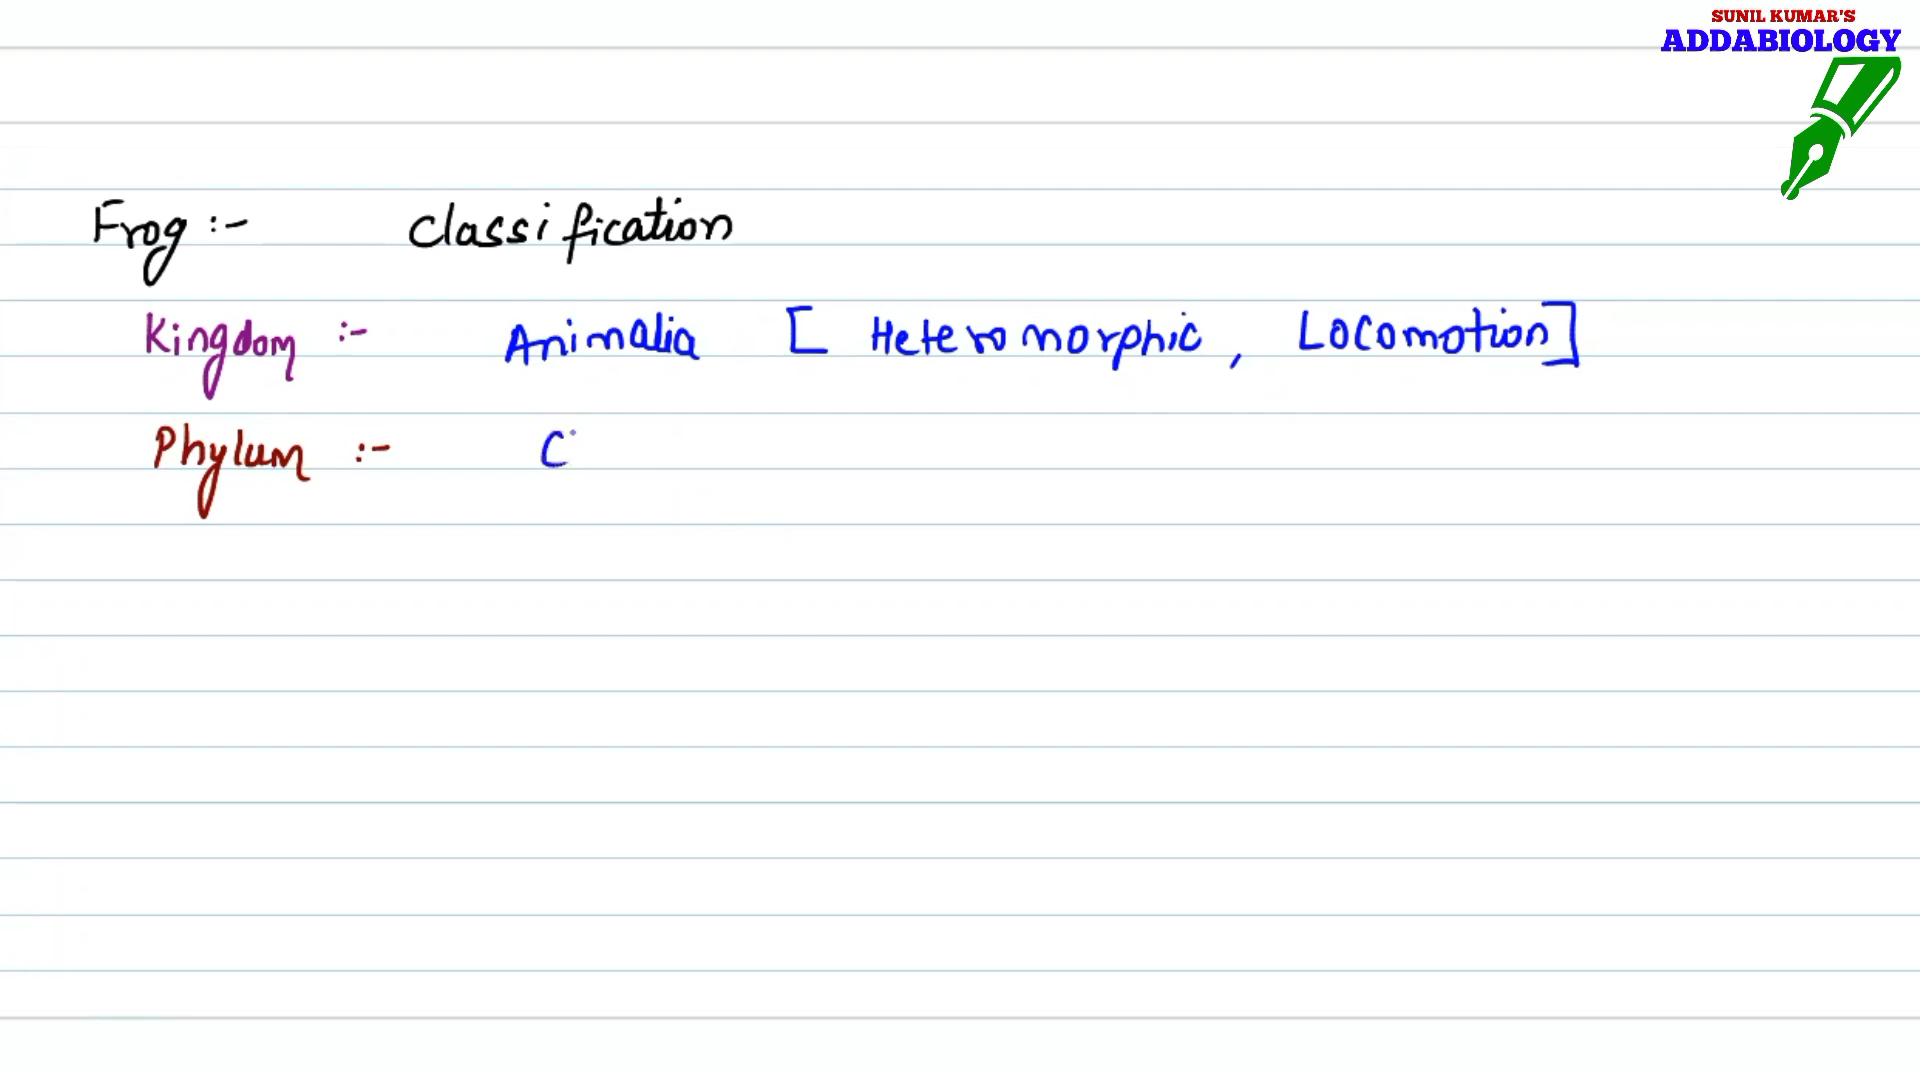 SUNIL KUMAR'S
ADDABIOLOGY
Frog :- classification
Kingdom :- Animalia [ Heteromorphic, Locomotion]
Phylum :- C